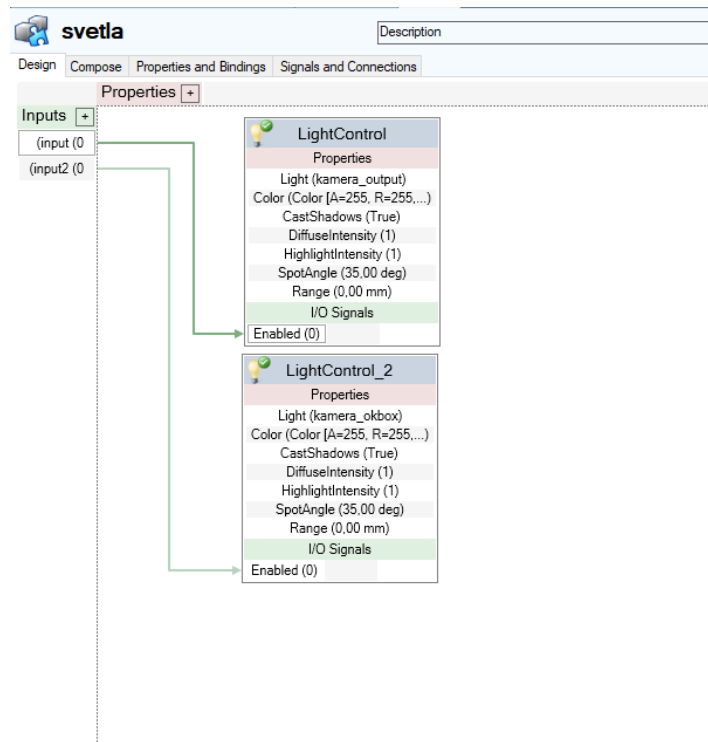 svetla
Description
Design Compose Properties and Bindings Signals and Connections
Properties +
Inputs +
(input (0
(input2 (0
LightControl
Properties
Light (kamera_output)
Color (Color [A=255, R=255,...)
CastShadows (True)
DiffuseIntensity (1)
HighlightIntensity (1)
SpotAngle (35,00 deg)
Range (0,00 mm)
I/O Signals
Enabled (0)
LightControl_2
Properties
Light (kamera_okbox)
Color (Color [A=255, R=255,...)
CastShadows (True)
DiffuseIntensity (1)
HighlightIntensity (1)
SpotAngle (35,00 deg)
Range (0,00 mm)
I/O Signals
Enabled (0)